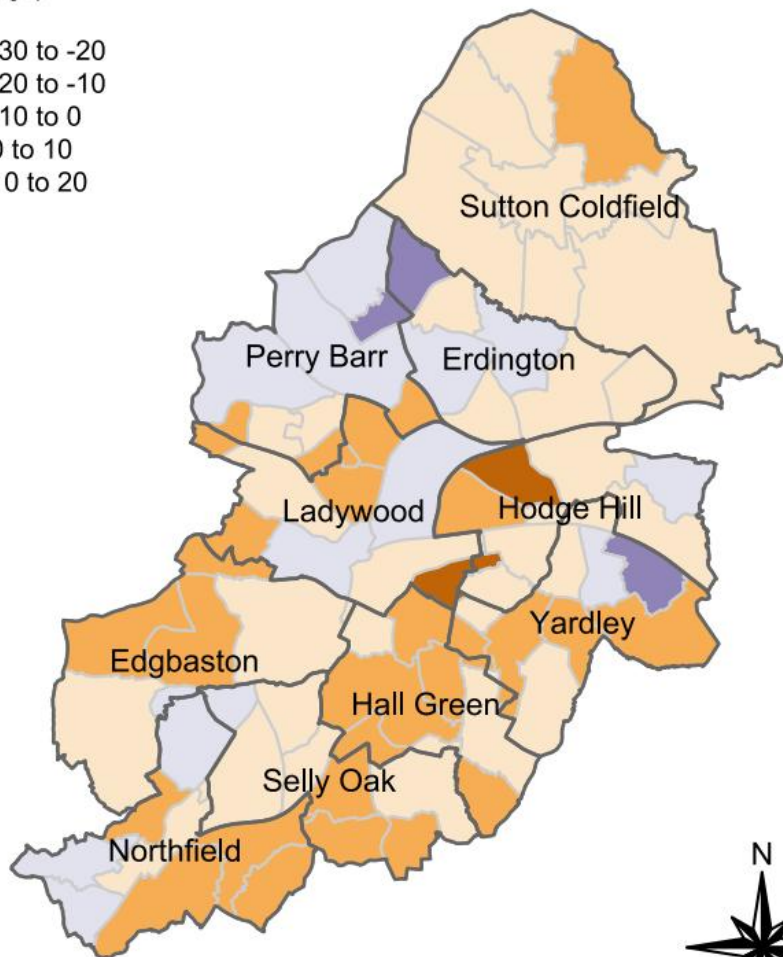 30 to -20
20 to -10
10 to 0
0 to 10
0 to 20
Sutton Coldfield
Perry Barr
Erdington
Ladywood
Hodge Hill
Yardley
Edgbaston
Hall Green
Selly Oak
Northfield
N